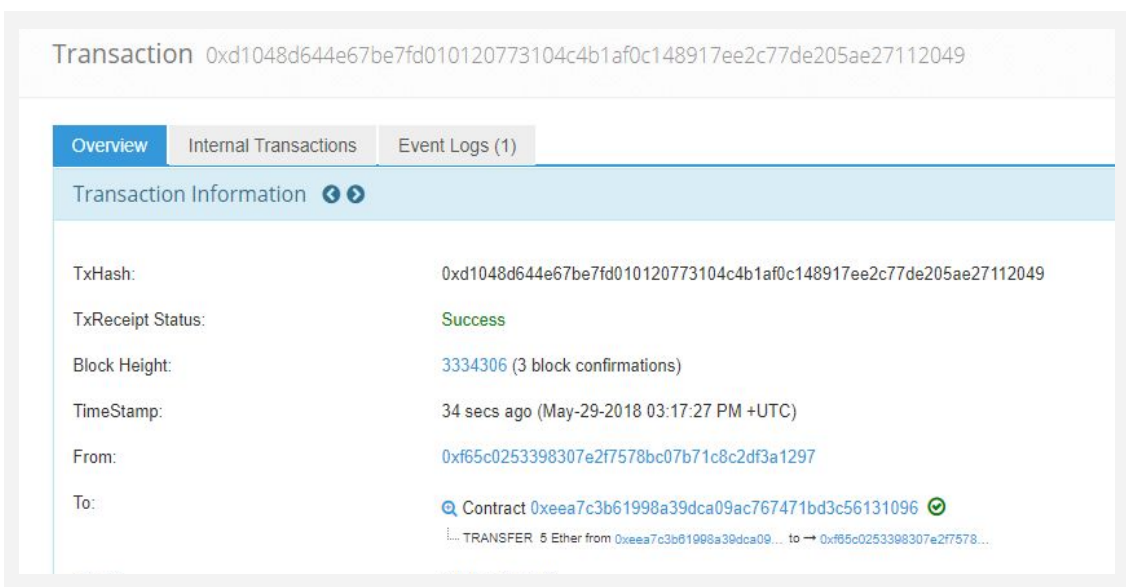 Transaction 0xd1048d644e67be7fd010120773104c4b1af0c148917ee2c77de205ae27112049
Overview Internal Transactions Event Logs (1)
Transaction Information
TxHash: 0xd1048d644e67be7fd010120773104c4b1af0c148917ee2c77de205ae27112049
TxReceipt Status: Success
Block Height: 3334306 (3 block confirmations)
TimeStamp: 34 secs ago (May-29-2018 03:17:27 PM +UTC)
From: 0xf65c0253398307e2f7578bc07b71c8c2df3a1297
To: Contract 0xeea7c3b61998a39dca09ac767471bd3c56131096
TRANSFER 5 Ether from 0xeea7c3b61998a39dca09... to → 0xf65c0253398307e2f7578...